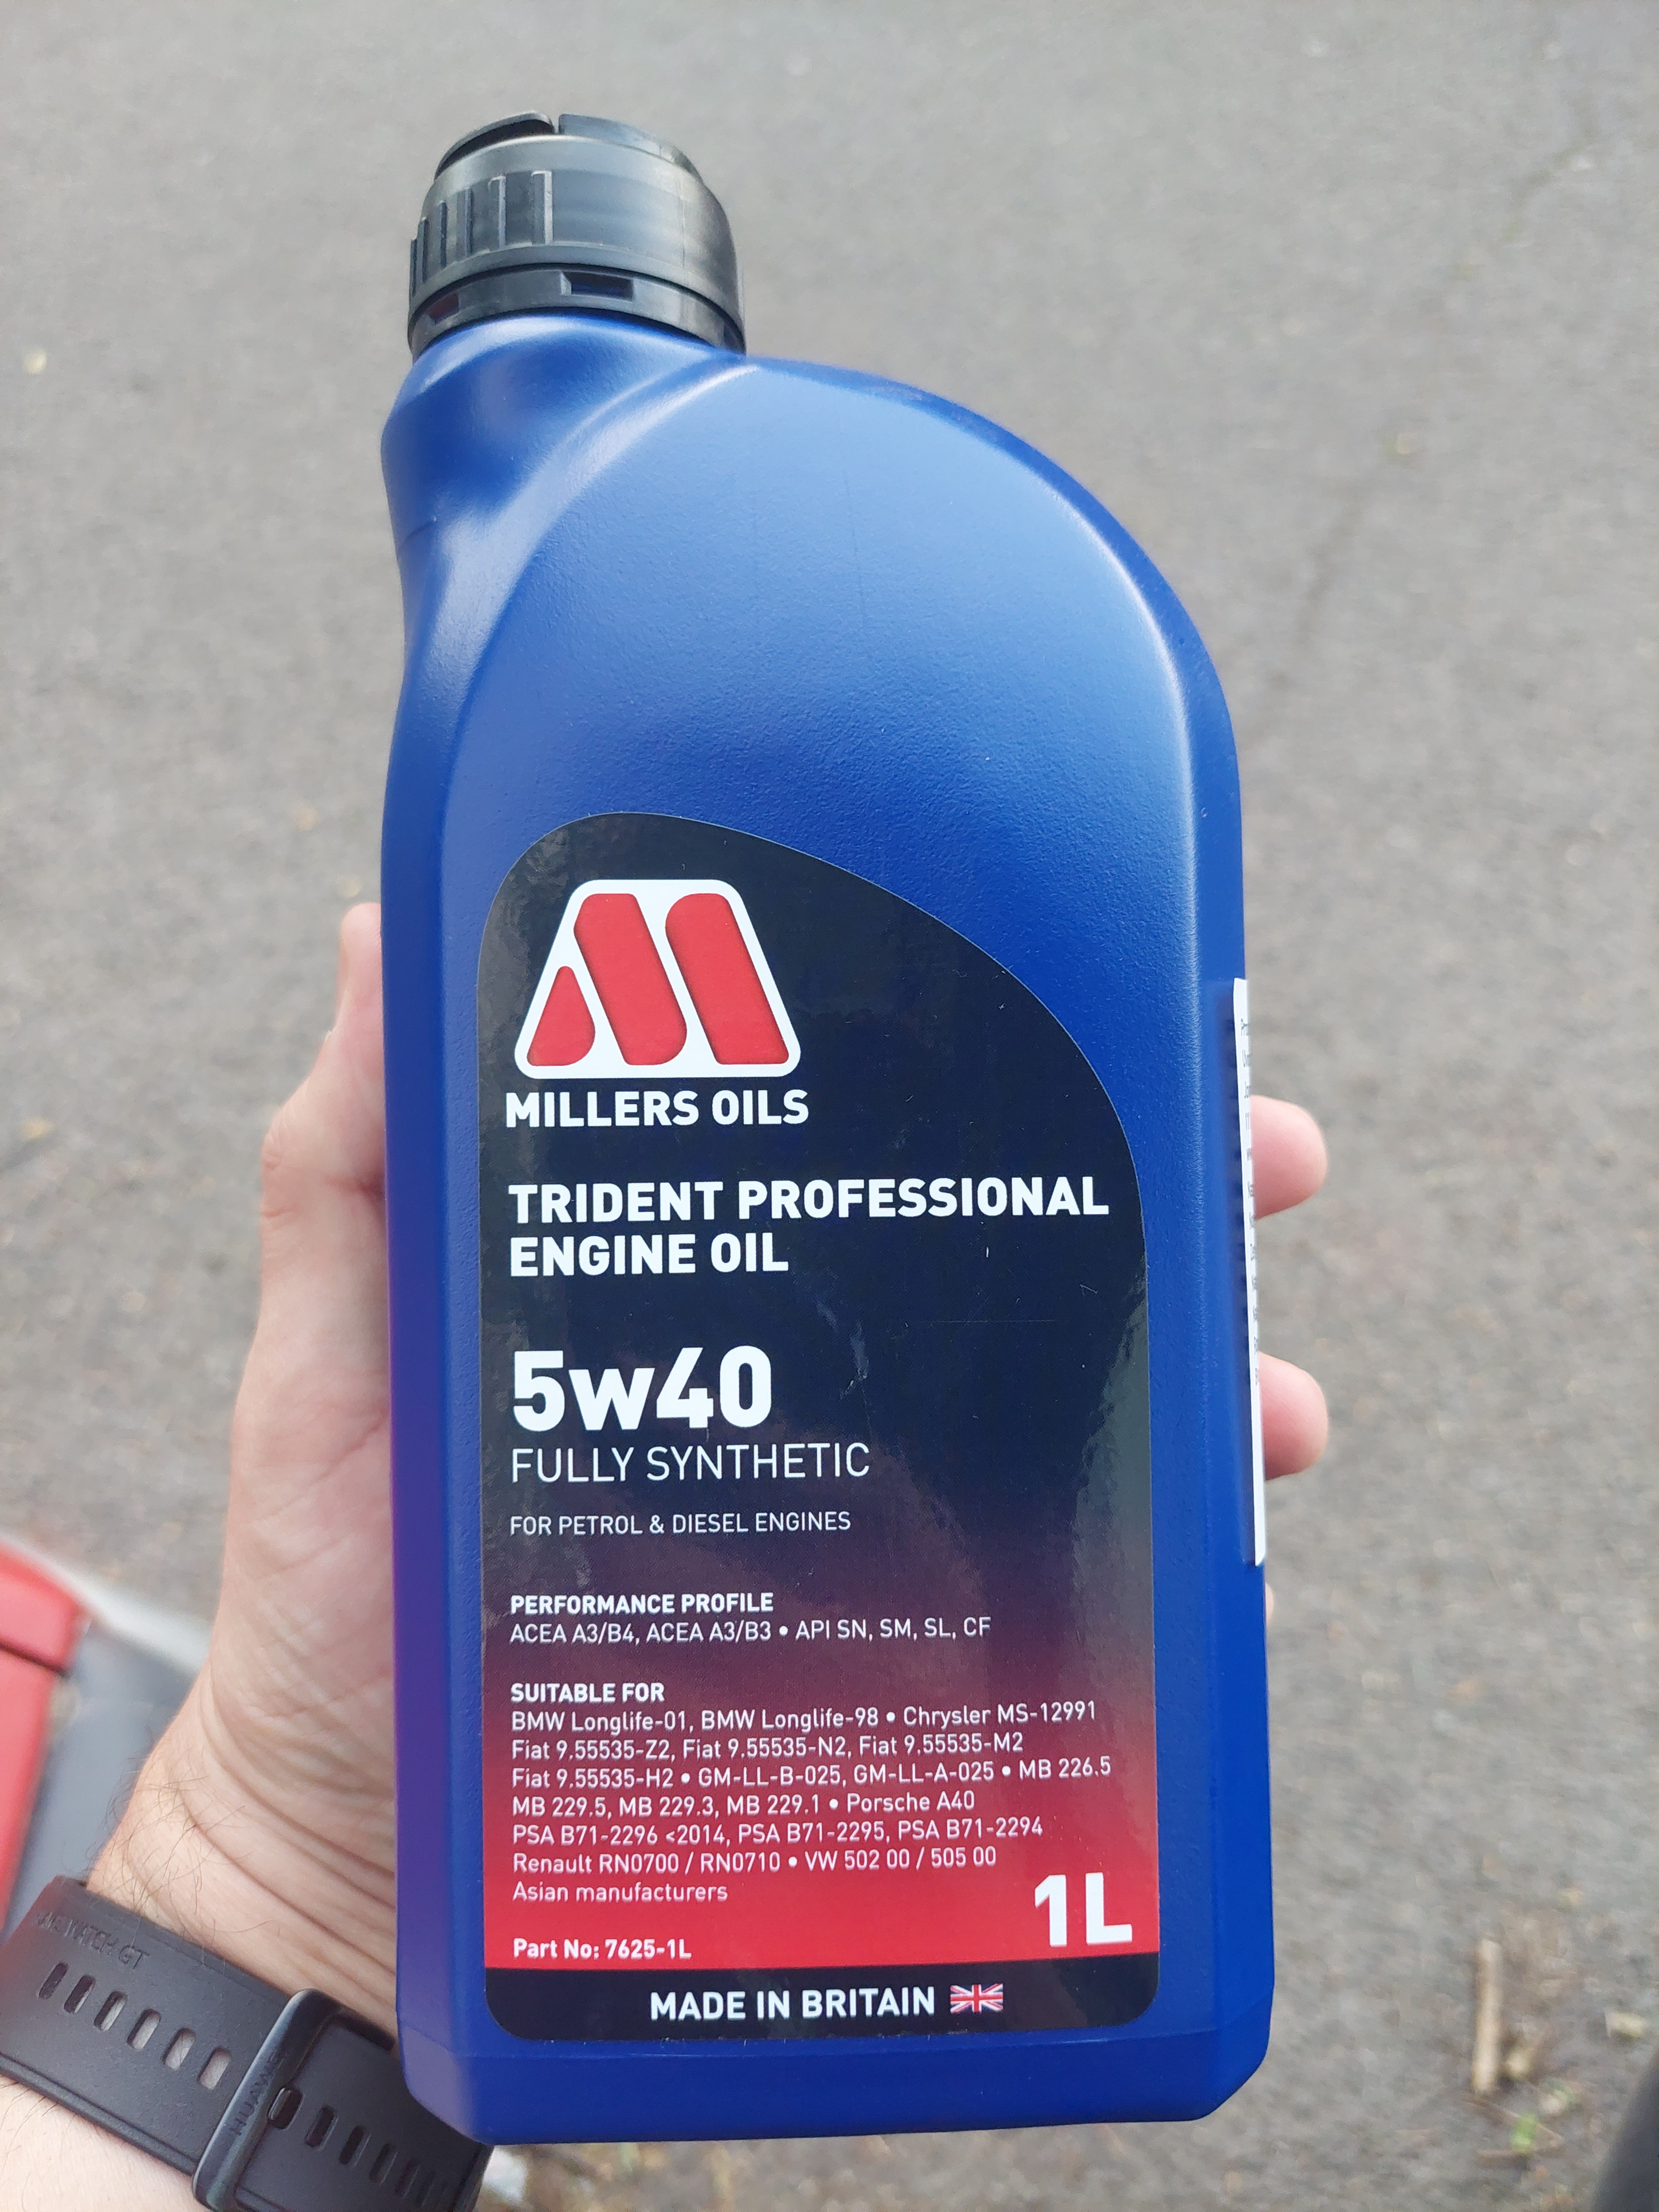 MILLERS OILS
TRIDENT PROFESSIONAL
ENGINE OIL
5w40
FULLY SYNTHETIC
FOR PETROL & DIESEL ENGINES
PERFORMANCE PROFILE
ACEA A3/B4, ACEA A3/B3 • API SN, SM, SL, CF
SUITABLE FOR
BMW Longlife-01, BMW Longlife-98 • Chrysler MS-12991
Fiat 9.55535-Z2, Fiat 9.55535-N2, Fiat 9.55535-M2
Fiat 9.55535-H2 • GM-LL-B-025, GM-LL-A-025 • MB 226.5
MB 229.5, MB 229.3, MB 229.1 • Porsche A40
PSA B71-2296 <2014, PSA B71-2295, PSA B71-2294
Renault RN0700 / RN0710 • VW 502 00 / 505 00
Asian manufacturers
1L
Part No: 7625-1L
MADE IN BRITAIN
WATCH GT
HUAWEI